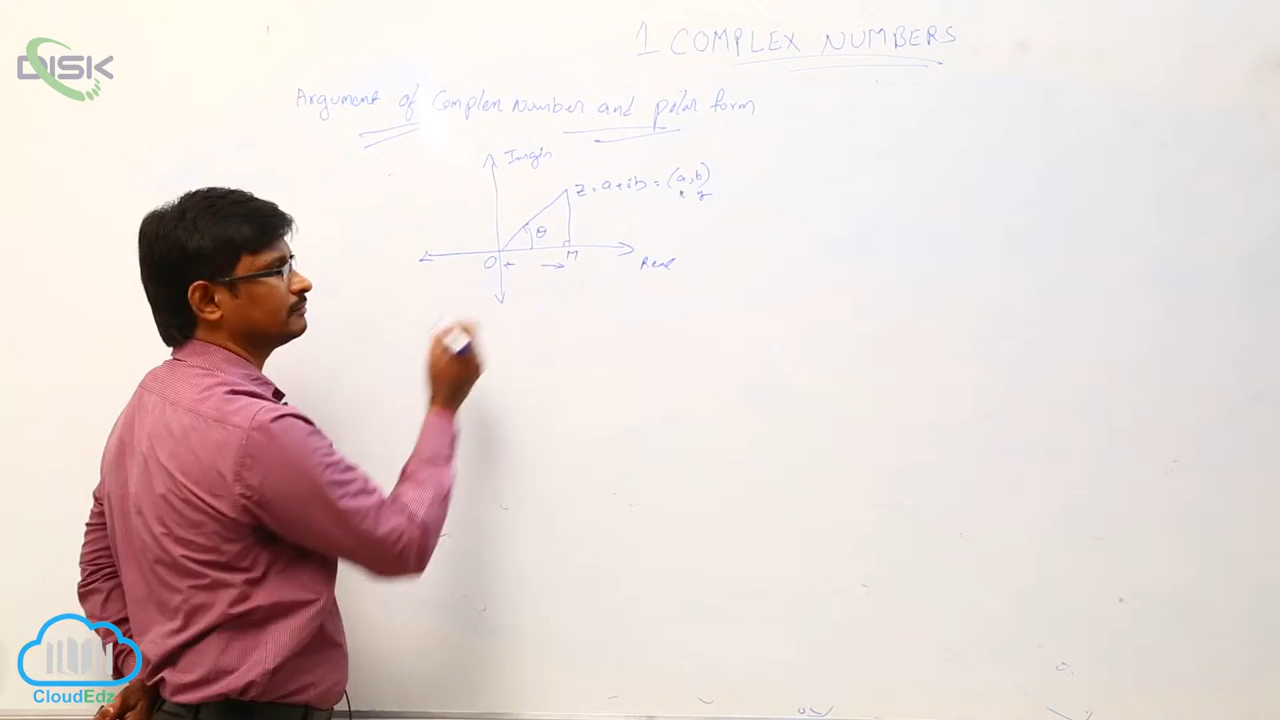 DISK
1 COMPLEX NUMBERS
Argument of Complex Number and polar form
Imagin
Z = a+ib = (a, b)
x y
θ
O
M
Real
CloudEdz